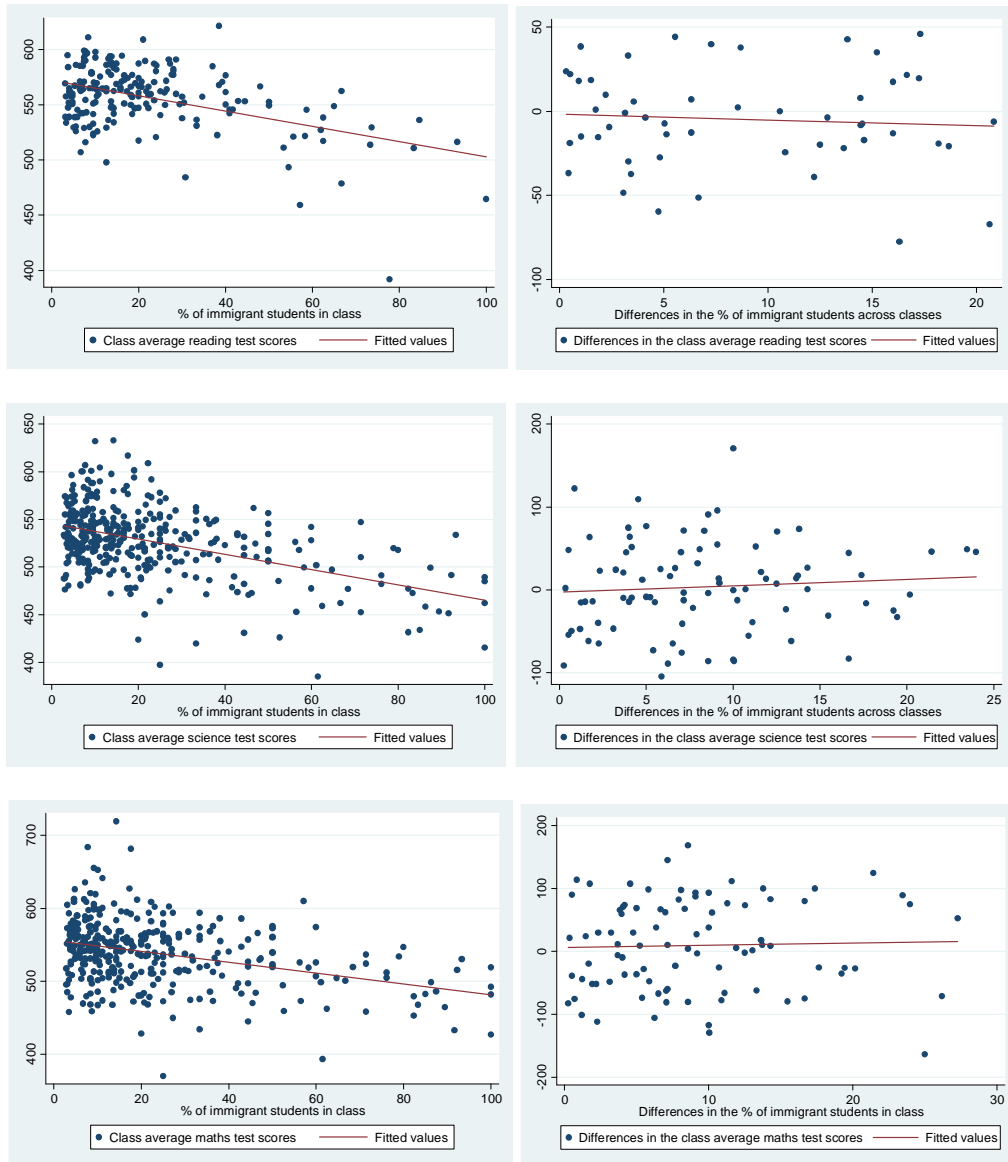 600
550
500
450
400
0 20 40 60 80 100
% of immigrant students in class
Class average reading test scores Fitted values
50
0
-50
-100
0 5 10 15 20
Differences in the % of immigrant students across classes
Differences in the class average reading test scores Fitted values
650
600
550
500
450
400
0 20 40 60 80 100
% of immigrant students in class
Class average science test scores Fitted values
200
100
0
-100
0 5 10 15 20 25
Differences in the % of immigrant students across classes
Differences in the class average science test scores Fitted values
700
600
500
400
0 20 40 60 80 100
% of immigrant students in class
Class average maths test scores Fitted values
200
100
0
-100
-200
0 10 20 30
Differences in the % of immigrant students in class
Differences in the class average maths test scores Fitted values